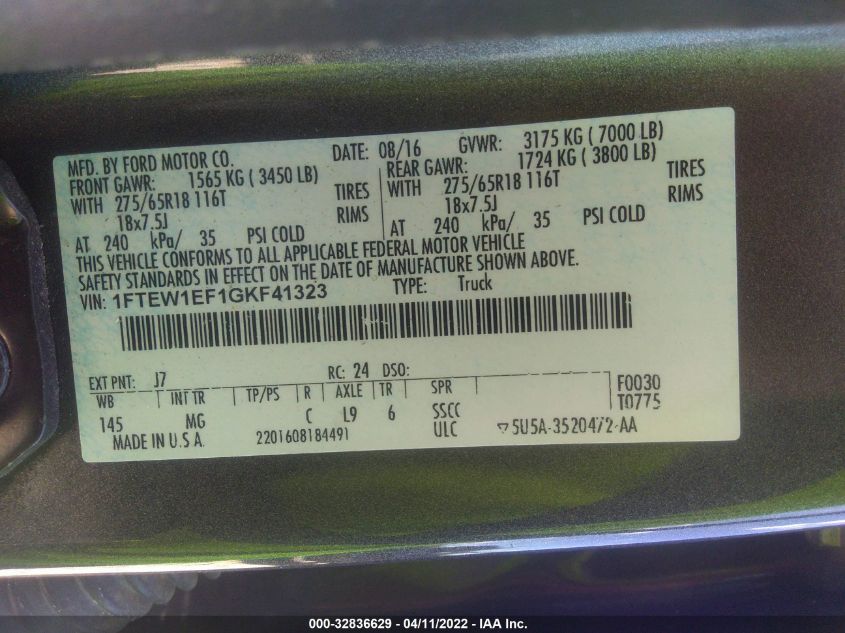 MFD. BY FORD MOTOR CO. DATE: 08/16 GVWR: 3175 KG ( 7000 LB)
FRONT GAWR: 1565 KG ( 3450 LB) REAR GAWR: 1724 KG ( 3800 LB)
WITH 275/65R18 116T TIRES WITH 275/65R18 116T TIRES
18x7.5J RIMS 18x7.5J RIMS
AT 240 kPa/ 35 PSI COLD AT 240 kPa/ 35 PSI COLD
THIS VEHICLE CONFORMS TO ALL APPLICABLE FEDERAL MOTOR VEHICLE
SAFETY STANDARDS IN EFFECT ON THE DATE OF MANUFACTURE SHOWN ABOVE.
VIN: 1FTEW1EF1GKF41323 TYPE: Truck
EXT PNT: J7 RC: 24 DSO: F0030
WB INT TR TP/PS R AXLE TR SPR T0775
145 MG C L9 6 SSCC
MADE IN U.S.A. 2201608184491 ULC ▽5U5A-3520472-AA
000-32836629 - 04/11/2022 - IAA Inc.